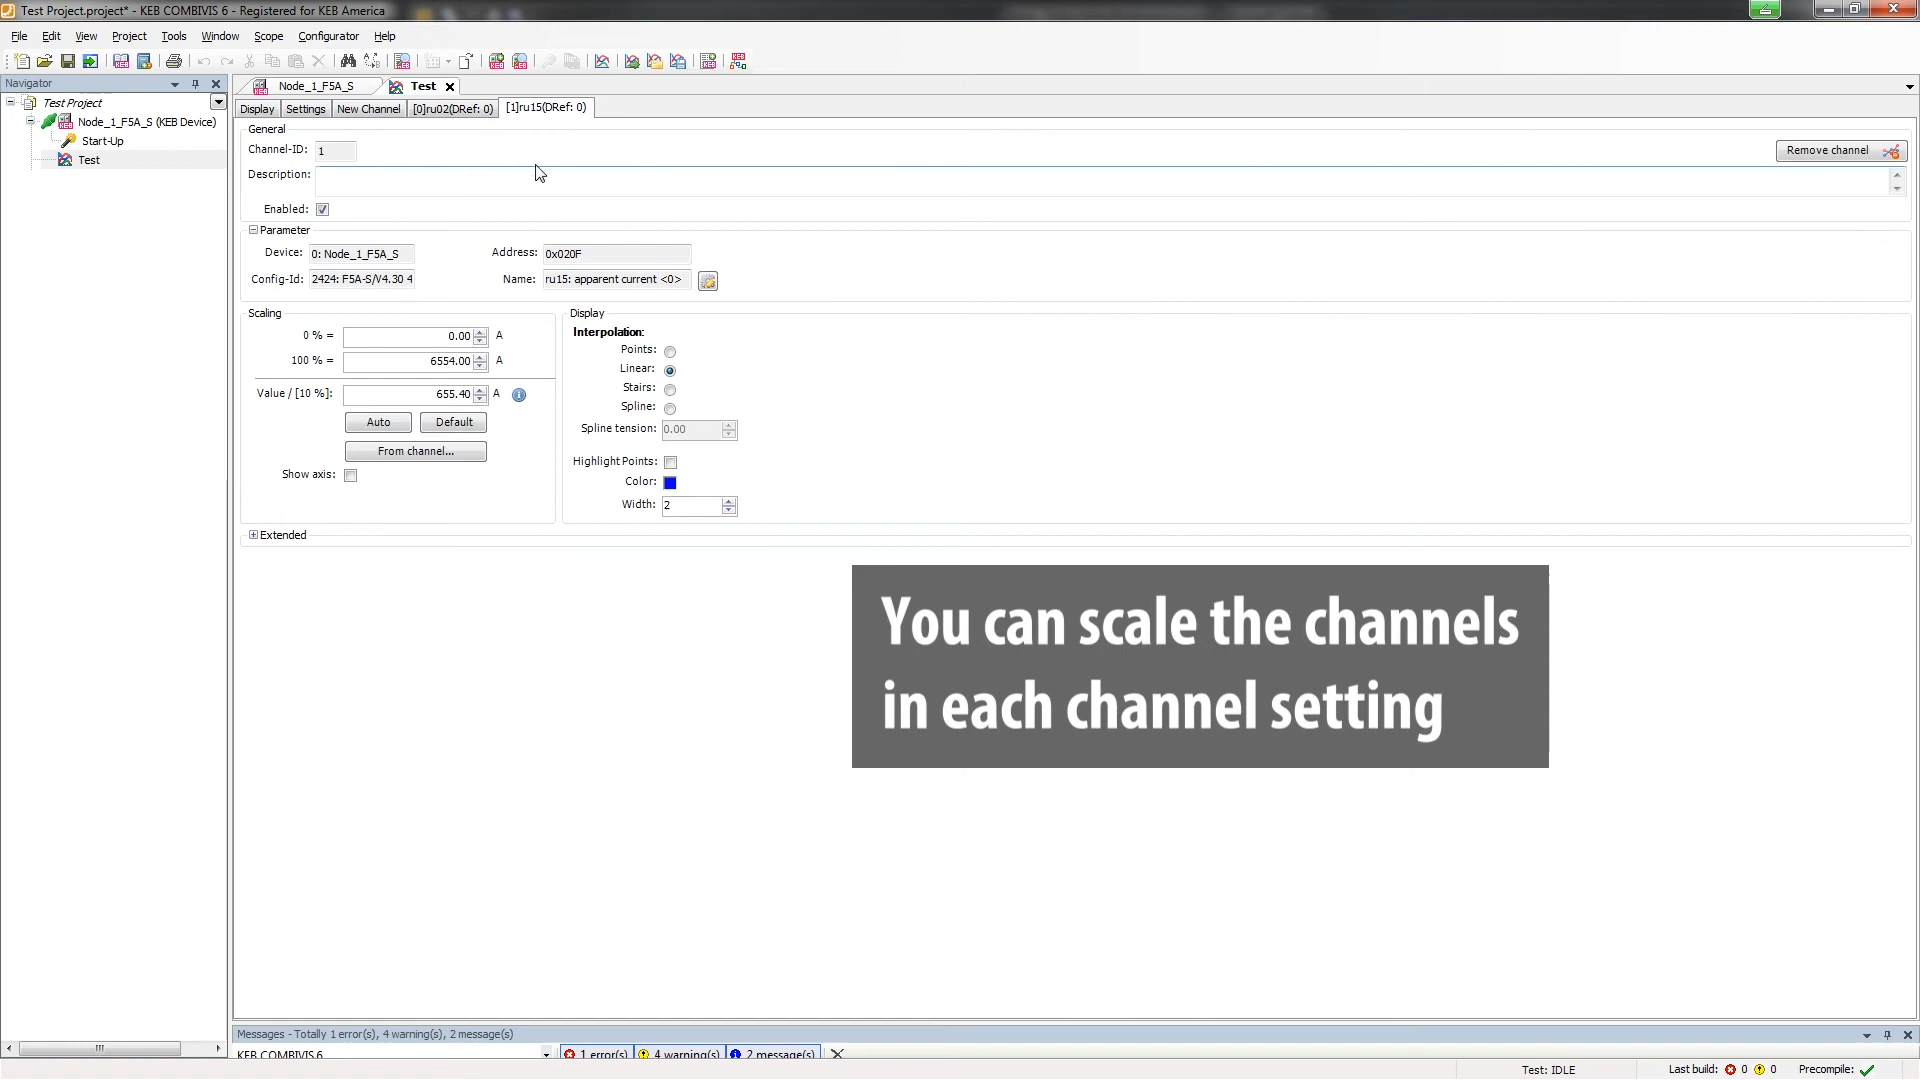 Test Project.project* - KEB COMBIVIS 6 - Registered for KEB America
File Edit View Project Tools Window Scope Configurator Help
Navigator
Node_1_F5A_S Test
Test Project
Display Settings New Channel [0]ru02(DRef: 0) [1]ru15(DRef: 0)
Node_1_F5A_S (KEB Device)
Start-Up
Test
General
Channel-ID: 1
Remove channel
Description:
Enabled:
Parameter
Device: 0: Node_1_F5A_S Address: 0x020F
Config-Id: 2424: F5A-S/V4.30 4 Name: ru15: apparent current <0>
Scaling
0 % = 0.00 A
100 % = 6554.00 A
Value / [10 %]: 655.40 A
Auto Default
From channel...
Show axis:
Display
Interpolation:
Points:
Linear:
Stairs:
Spline:
Spline tension: 0.00
Highlight Points:
Color:
Width: 2
Extended
You can scale the channels
in each channel setting
Messages - Totally 1 error(s), 4 warning(s), 2 message(s)
KEB COMBIVIS 6 1 error(s) 4 warning(s) 2 message(s)
Test: IDLE Last build: 0 0 Precompile: